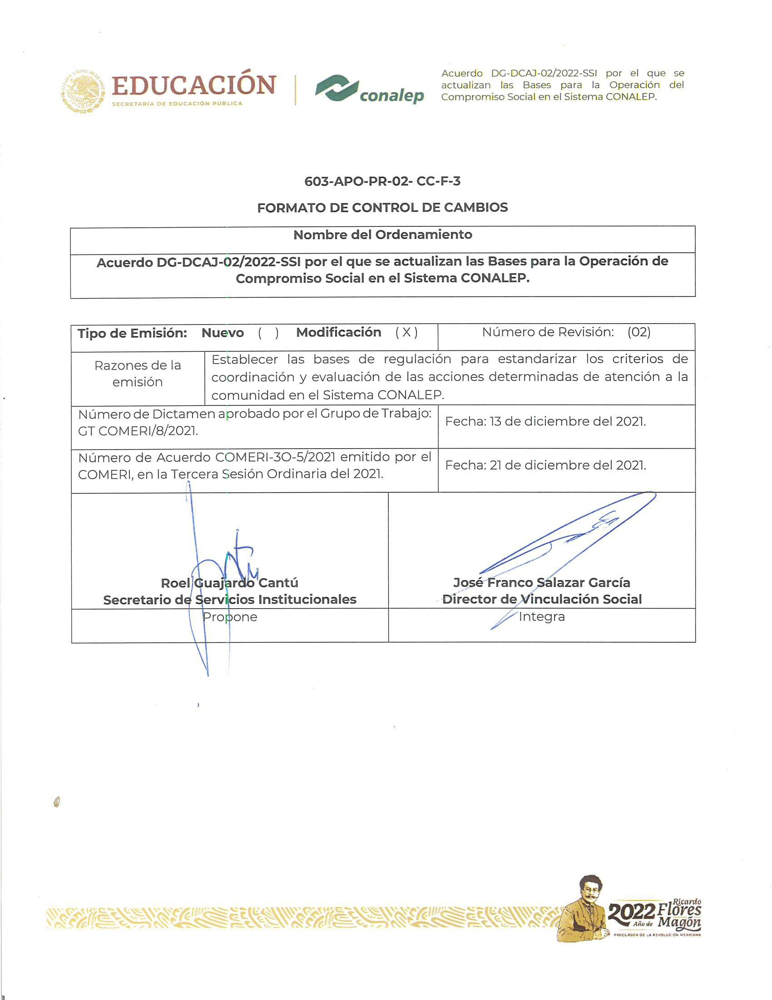 EDUCACIÓN
SECRETARÍA DE EDUCACIÓN PÚBLICA
conalep
Acuerdo DG-DCAJ-02/2022-SSI por el que se
actualizan las Bases para la Operación del
Compromiso Social en el Sistema CONALEP.
603-APO-PR-02- CC-F-3
FORMATO DE CONTROL DE CAMBIOS
Nombre del Ordenamiento
Acuerdo DG-DCAJ-02/2022-SSI por el que se actualizan las Bases para la Operación de
Compromiso Social en el Sistema CONALEP.
Tipo de Emisión: Nuevo ( ) Modificación ( X )
Número de Revisión: (02)
Razones de la
emisión
Establecer las bases de regulación para estandarizar los criterios de
coordinación y evaluación de las acciones determinadas de atención a la
comunidad en el Sistema CONALEP.
Número de Dictamen aprobado por el Grupo de Trabajo:
GT COMERI/8/2021.
Fecha: 13 de diciembre del 2021.
Número de Acuerdo COMERI-3O-5/2021 emitido por el
COMERI, en la Tercera Sesión Ordinaria del 2021.
Fecha: 21 de diciembre del 2021.
Roel Guajardo Cantú
Secretario de Servicios Institucionales
José Franco Salazar García
Director de Vinculación Social
Propone
Integra
2022 Ricardo
Flores
Año de Magón
PRECURSOR DE LA REVOLUCIÓN MEXICANA